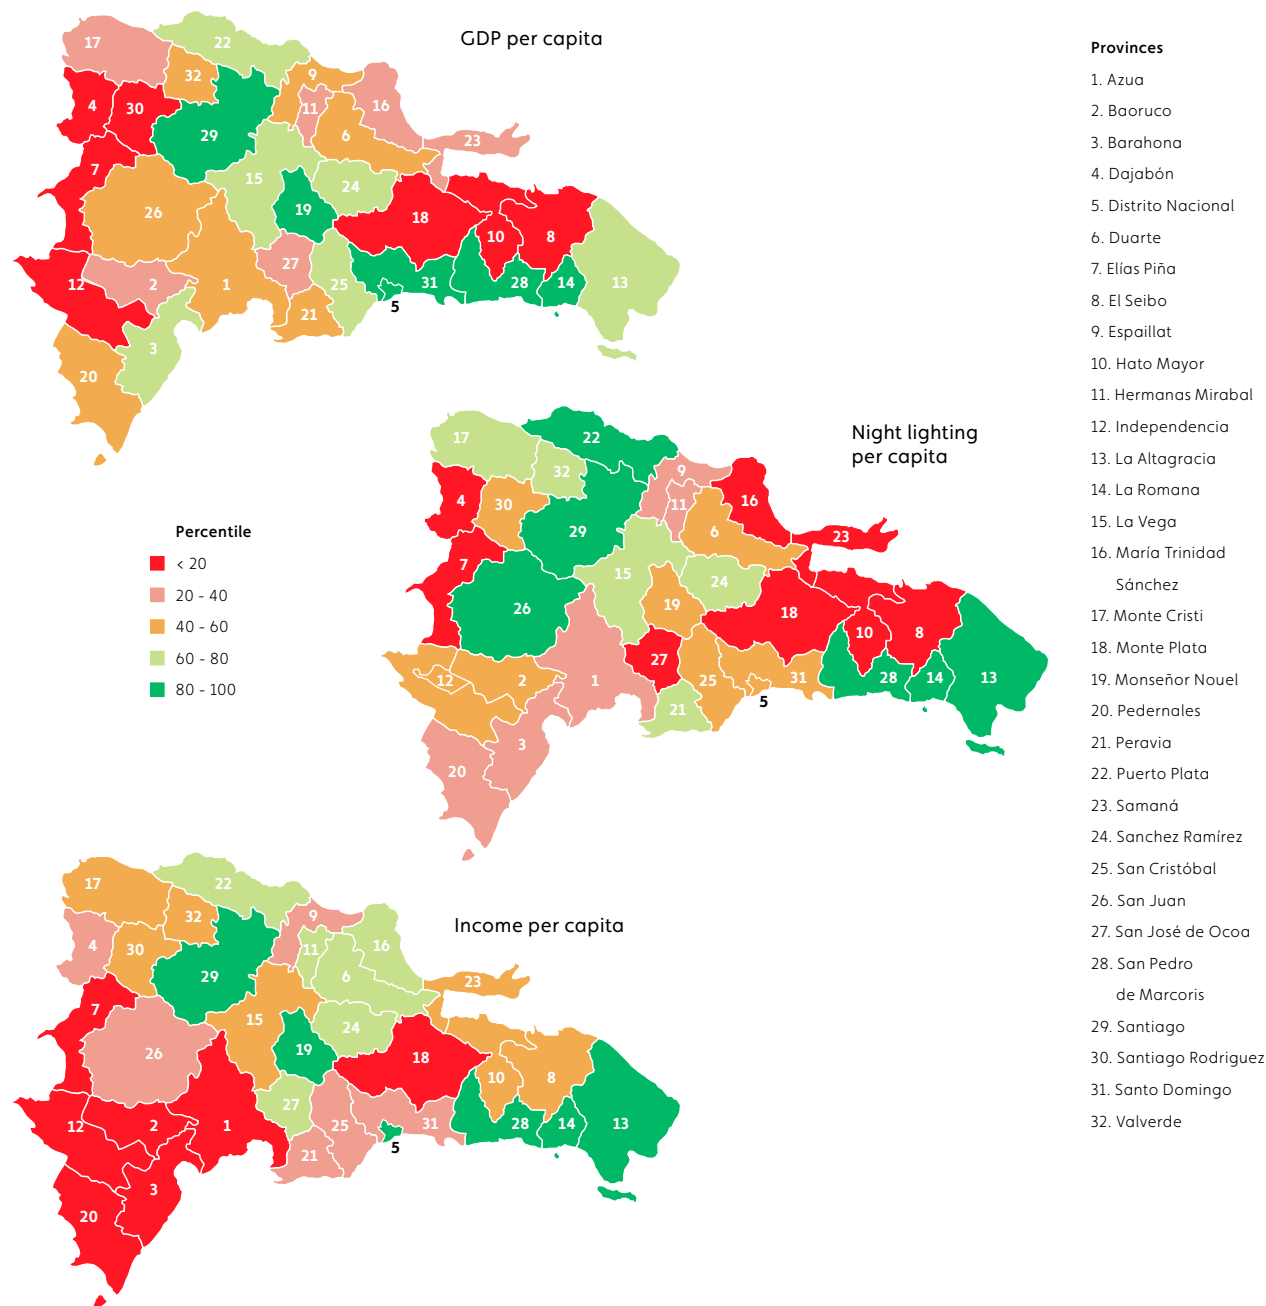 GDP per capita
17
22
32
9
4
30
11
16
29
6
23
7
15
24
26
19
18
10
8
27
12
2
1
25
31
28
14
13
5
21
3
20
Night lighting
per capita
17
22
32
9
4
30
11
16
29
6
23
7
15
24
26
19
18
10
8
27
12
2
1
25
31
28
14
13
5
21
3
20
Percentile
< 20
20 - 40
40 - 60
60 - 80
80 - 100
Income per capita
17
22
32
9
4
30
11
16
29
6
23
7
15
24
26
19
18
10
8
27
12
2
1
25
31
28
14
13
5
21
3
20
Provinces
1. Azua
2. Baoruco
3. Barahona
4. Dajabón
5. Distrito Nacional
6. Duarte
7. Elías Piña
8. El Seibo
9. Espaillat
10. Hato Mayor
11. Hermanas Mirabal
12. Independencia
13. La Altagracia
14. La Romana
15. La Vega
16. María Trinidad
Sánchez
17. Monte Cristi
18. Monte Plata
19. Monseñor Nouel
20. Pedernales
21. Peravia
22. Puerto Plata
23. Samaná
24. Sanchez Ramírez
25. San Cristóbal
26. San Juan
27. San José de Ocoa
28. San Pedro
de Marcoris
29. Santiago
30. Santiago Rodriguez
31. Santo Domingo
32. Valverde